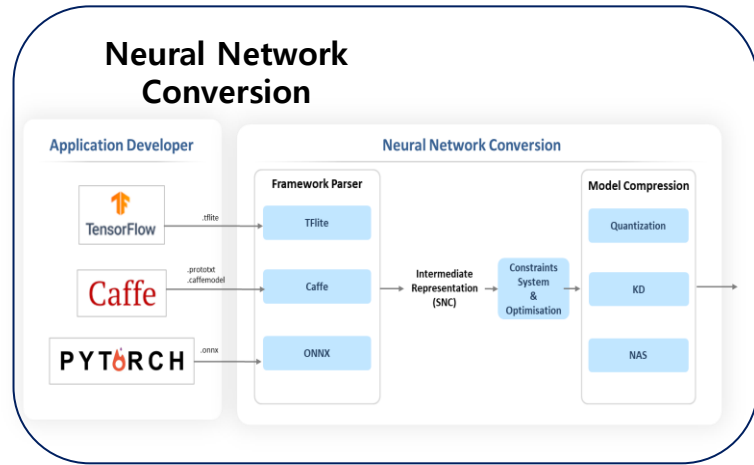 Neural Network
Conversion
Application Developer
TensorFlow
.tflite
Caffe
.prototxt
.caffemodel
PYTORCH
.onnx
Neural Network Conversion
Framework Parser
TFlite
Caffe
ONNX
Intermediate
Representation
(SNC)
Constraints
System
&
Optimisation
Model Compression
Quantization
KD
NAS